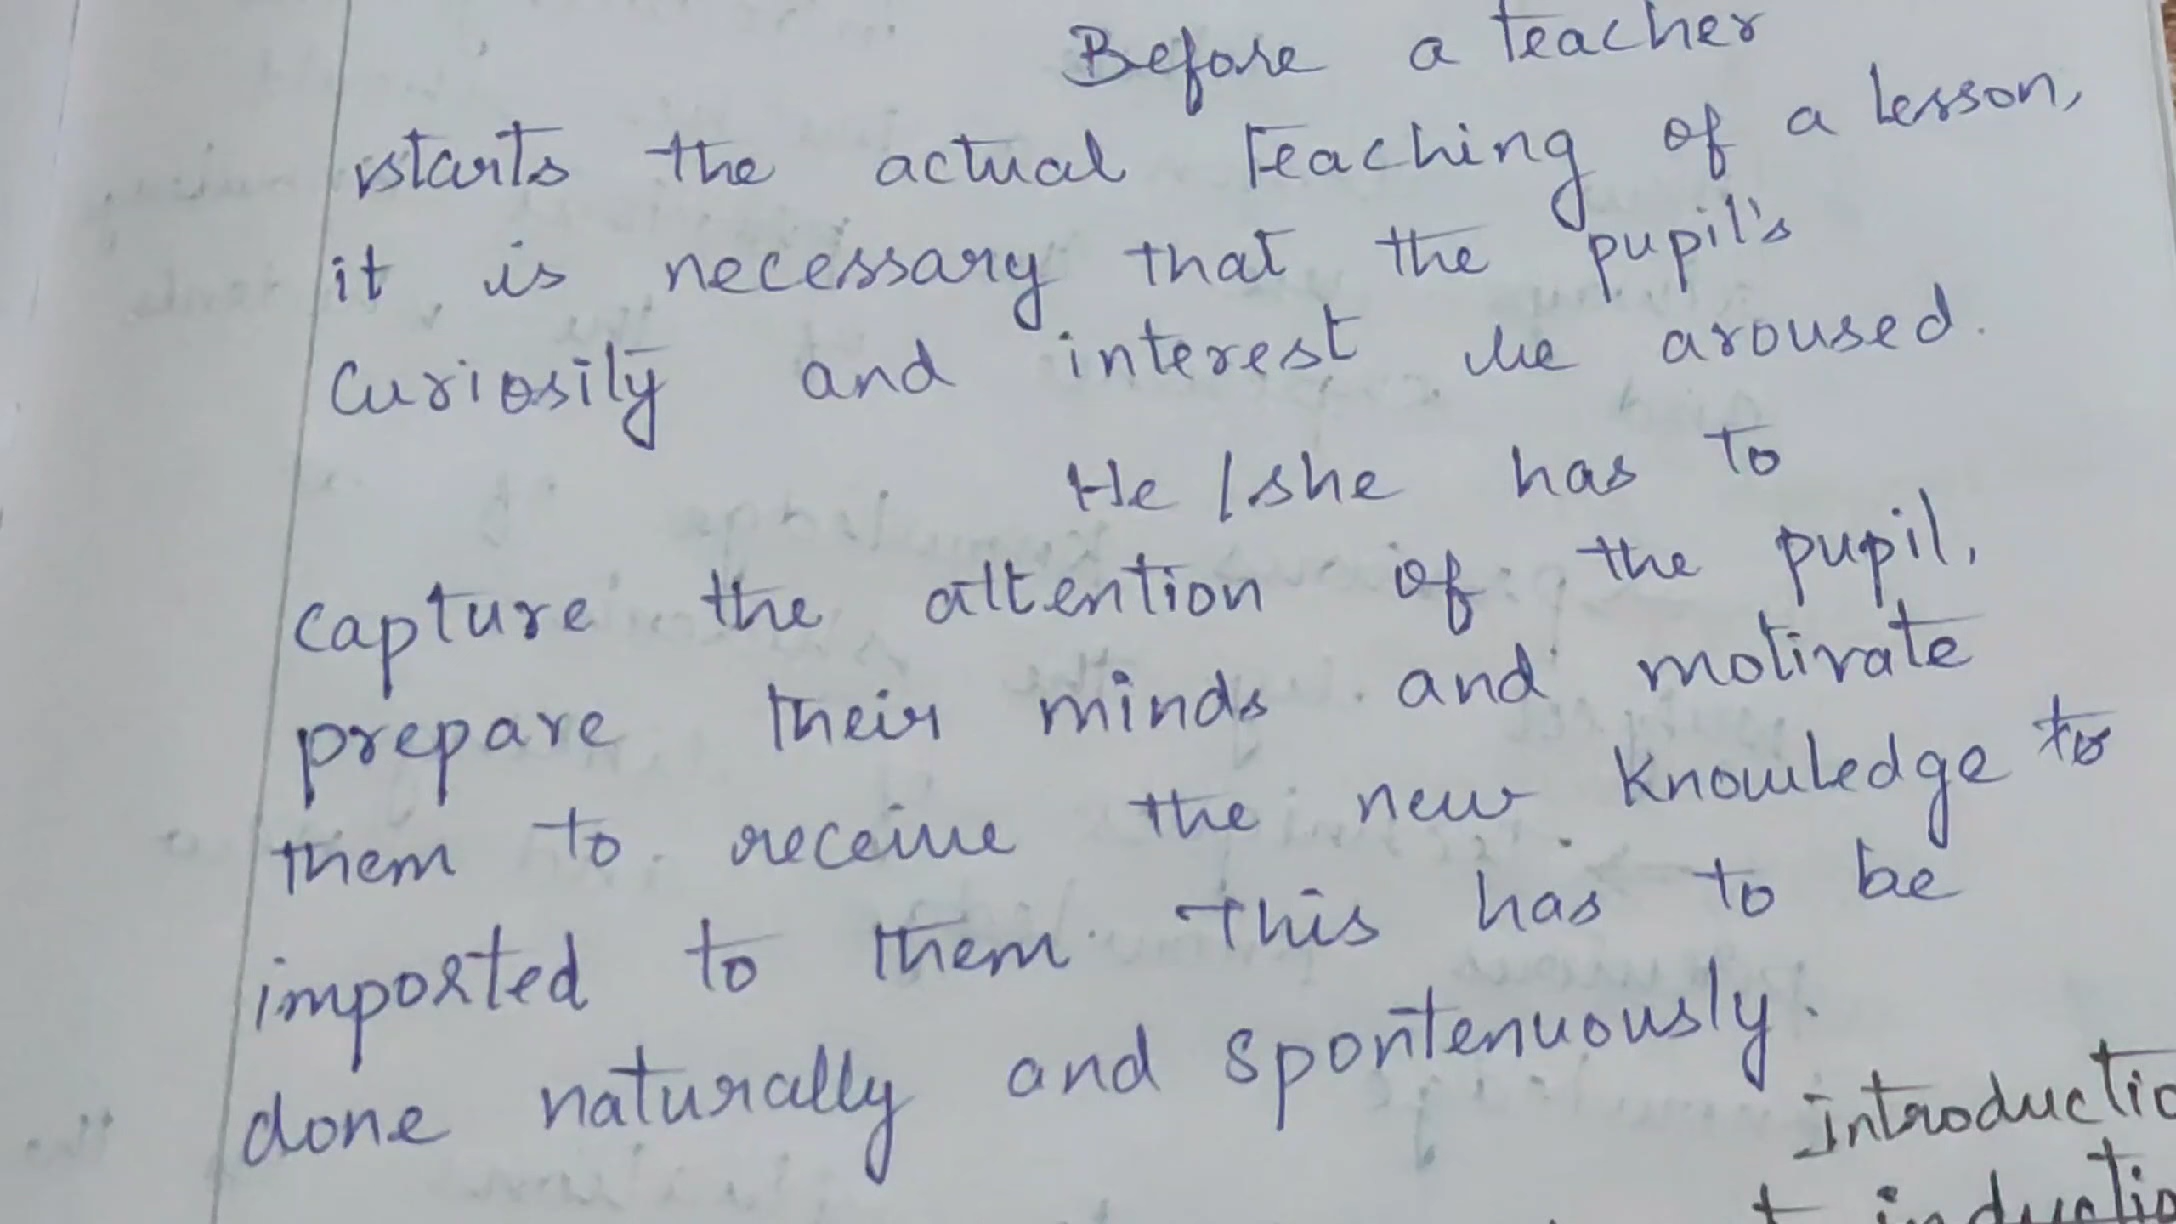 Before a teacher
starts the actual teaching of a lesson,
it is necessary that the pupil's
curiosity and interest be aroused.
He / she has to
capture the attention of the pupil,
prepare their minds and motivate
them to receive the new knowledge to
imported to them. This has to be
done naturally and spontenuously.
introductio
t inductio